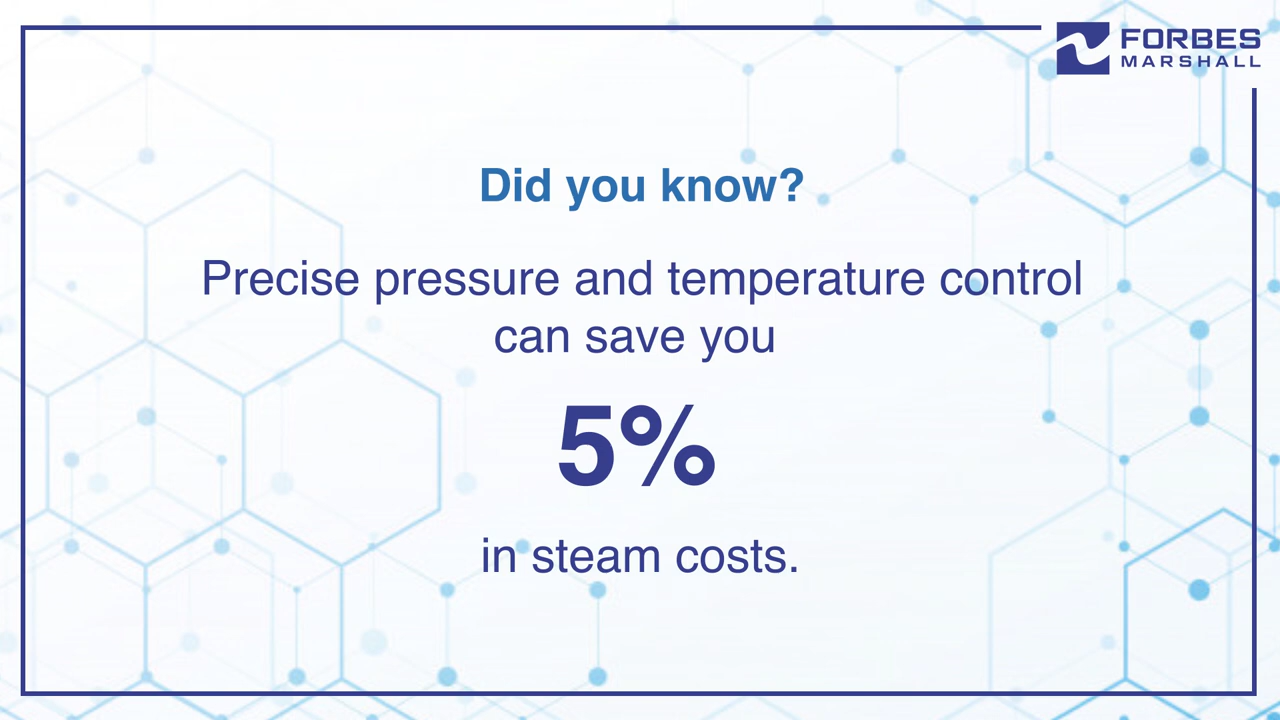 FORBES
MARSHALL
Did you know?
Precise pressure and temperature control
can save you
5%
in steam costs.